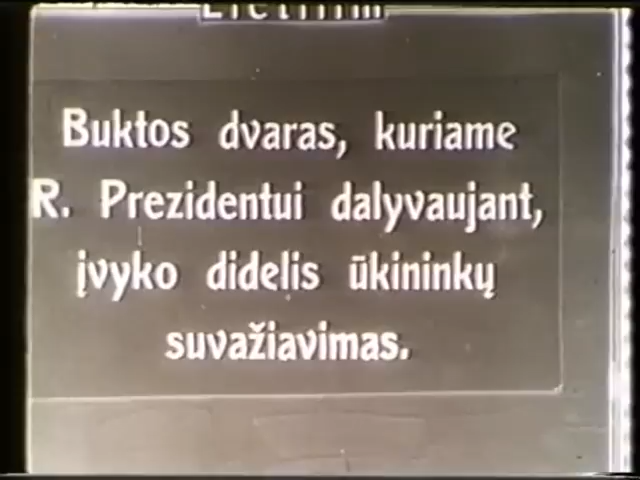 Buktos dvaras, kuriame
R. Prezidentui dalyvaujant,
įvyko didelis ūkininkų
suvažiavimas.